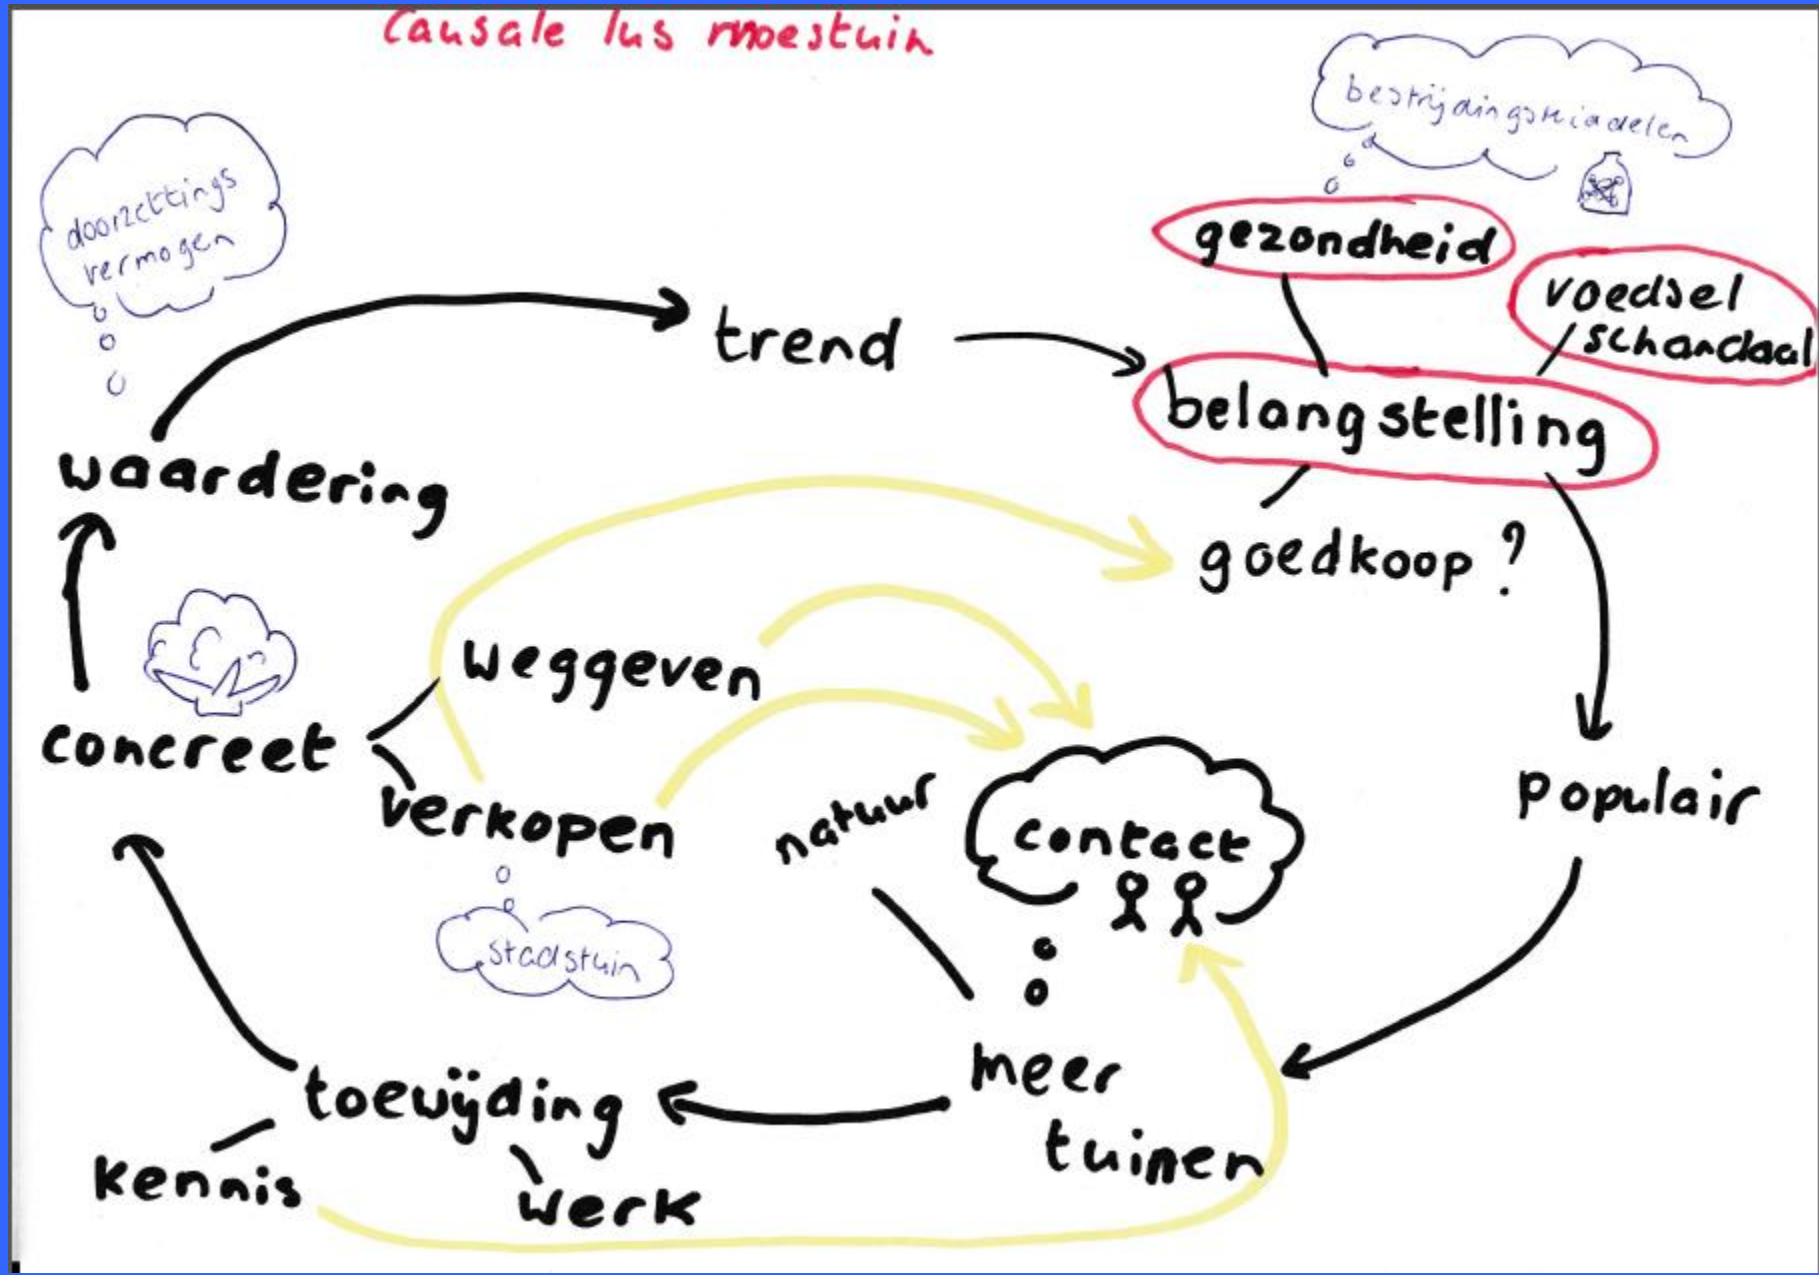 Causale lus moestuin
bestrijdingsmiddelen
doorzettings
vermogen
gezondheid
voedsel
schandaal
trend
belangstelling
waardering
goedkoop?
weggeven
concreet
verkopen
natuur
contact
populair
stadstuin
meer
tuinen
toewijding
kennis
werk